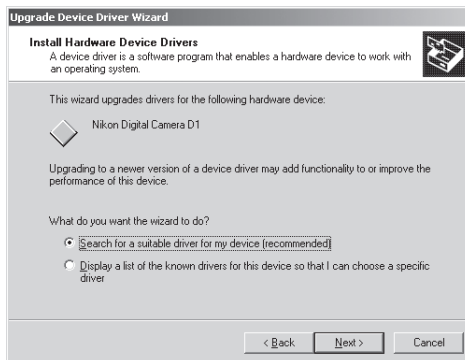 Upgrade Device Driver Wizard
Install Hardware Device Drivers
A device driver is a software program that enables a hardware device to work with
an operating system.
This wizard upgrades drivers for the following hardware device:
Nikon Digital Camera D1
Upgrading to a newer version of a device driver may add functionality to or improve the
performance of this device.
What do you want the wizard to do?
Search for a suitable driver for my device (recommended)
Display a list of the known drivers for this device so that I can choose a specific
driver
< Back Next > Cancel